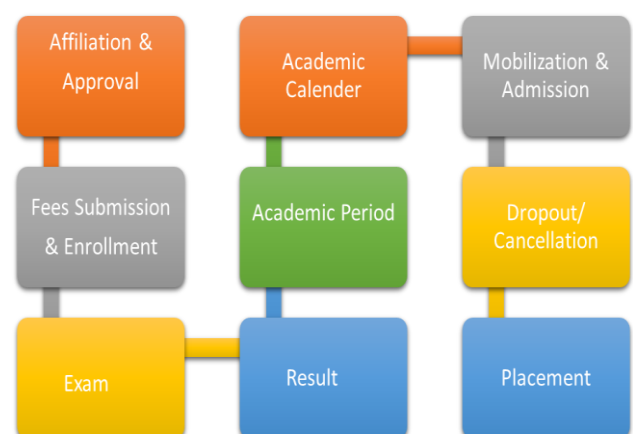 Affiliation &
Approval
Academic
Calender
Mobilization &
Admission
Fees Submission
& Enrollment
Academic Period
Dropout/
Cancellation
Exam
Result
Placement